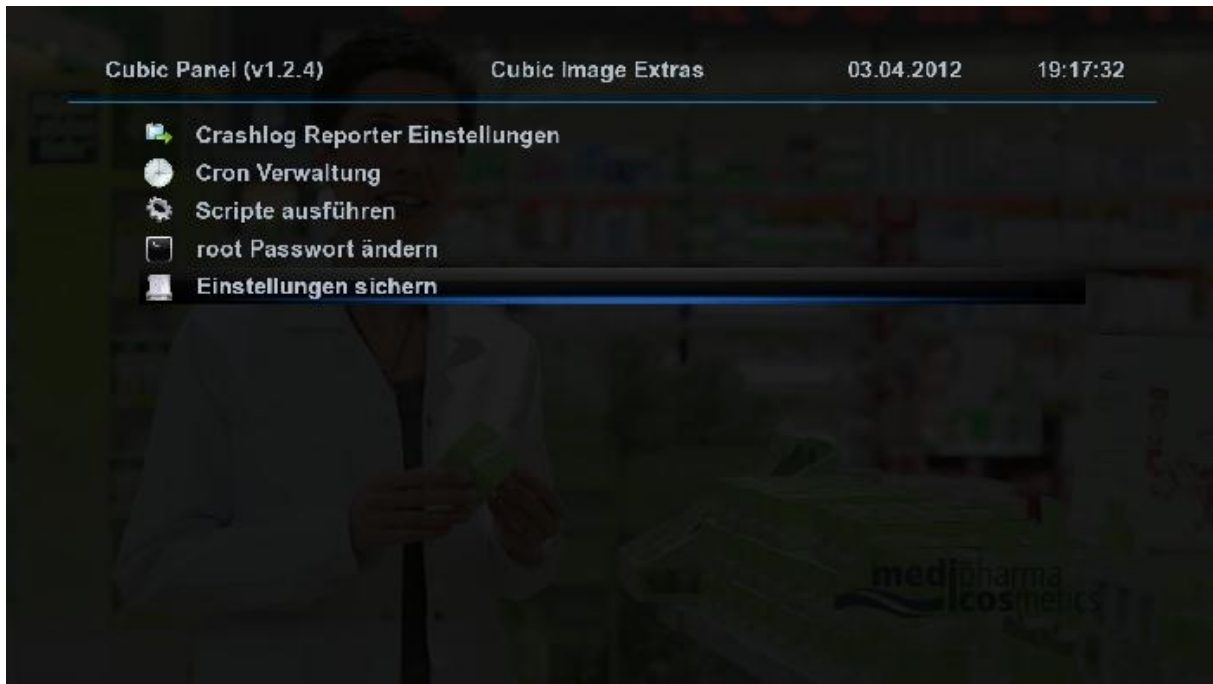 Cubic Panel (v1.2.4) Cubic Image Extras 03.04.2012 19:17:32
Crashlog Reporter Einstellungen
Cron Verwaltung
Scripte ausführen
root Passwort ändern
Einstellungen sichern
medipharma
cosmetics